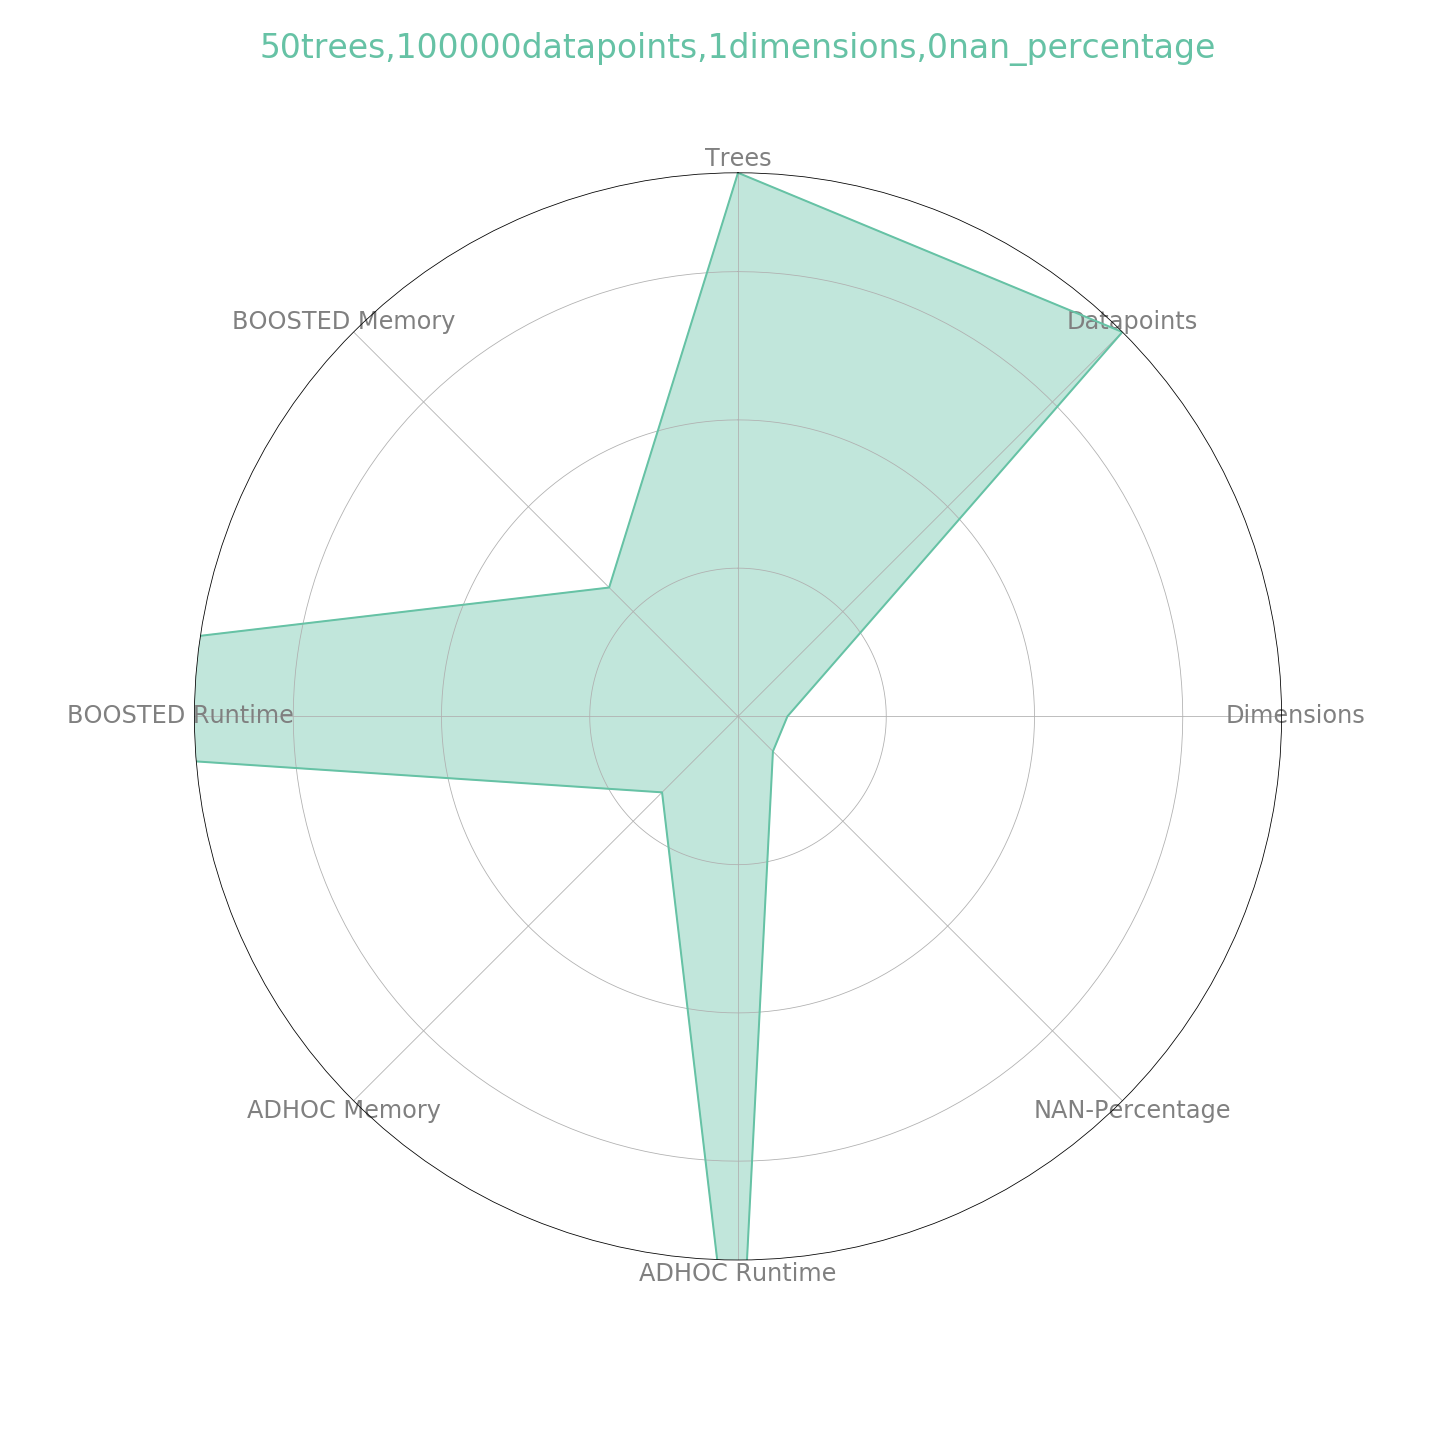 50trees,100000datapoints,1dimensions,0nan_percentage
Trees
BOOSTED Memory
Datapoints
BOOSTED Runtime
Dimensions
ADHOC Memory
NAN-Percentage
ADHOC Runtime